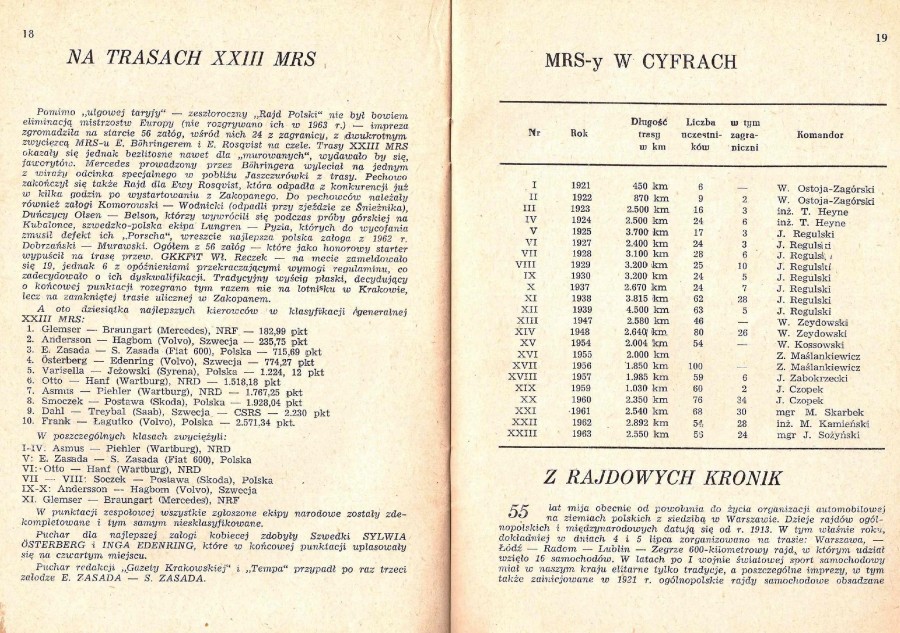 18
NA TRASACH XXIII MRS
Pomimo „ulgowej taryfy” — zeszłoroczny „Rajd Polski” nie był bowiem
eliminacją mistrzostw Europy (nie rozgrywano ich w 1963 r.) — impreza
zgromadziła na starcie 56 załóg, wśród nich 24 z zagranicy, z dwukrotnym
zwycięzcą MRS-u E. Böhringerem i E. Rosqvist na czele. Trasy XXIII MRS
okazały się jednak bezlitosne nawet dla „murowanych”, wydawało by się,
faworytów. Mercedes prowadzony przez Böhringera wyleciał na jednym
z wiraży odcinka specjalnego w pobliżu Jaszczurówki z trasy. Pechowo
zakończył się także Rajd dla Ewy Rosqvist, która odpadła z konkurencji już
w kilka godzin po wystartowaniu z Zakopanego. Do pechowców należały
również załogi Komorowski — Wodnicki (odpadli przy zjeździe ze Śnieżnika),
Duńczycy Olsen — Belson, którzy wywrócili się podczas próby górskiej na
Kubalonce, szwedzko-polska ekipa Lungren — Pyzia, których do wycofania
zmusił defekt ich „Porscha”, wreszcie najlepsza polska załoga z 1962 r.
Dobrzański — Murawski. Ogółem z 56 załóg — które jako honorowy starter
wypuścił na trasę przew. GKKFiT Wł. Reczek — na mecie zameldowało
się 19, jednak 6 z opóźnieniami przekraczającymi wymogi regulaminu, co
zadecydowało o ich dyskwalifikacji. Tradycyjny wyścig płaski, decydujący
o końcowej punktacji rozegrano tym razem nie na lotnisku w Krakowie,
lecz na zamkniętej trasie ulicznej w Zakopanem.
A oto dziesiątka najlepszych kierowców w klasyfikacji generalnej
XXIII MRS:
1. Glemser — Braungart (Mercedes), NRF — 182,99 pkt
2. Andersson — Hagbom (Volvo), Szwecja — 235,75 pkt
3. E. Zasada — S. Zasada (Fiat 600), Polska — 715,69 pkt
4. Österberg — Edenring (Volvo), Szwecja — 774,27 pkt
5. Varisella — Jeżowski (Syrena), Polska — 1.224, 12 pkt
6. Otto — Hanf (Wartburg), NRD — 1.518,18 pkt
7. Asmus — Piehler (Wartburg), NRD — 1.767,25 pkt
8. Smoczek — Postawa (Skoda), Polska — 1.928,04 pkt
9. Dahl — Treybal (Saab), Szwecja — CSRS — 2.230 pkt
10. Frank — Łagutko (Volvo), Polska — 2.571,34 pkt.
W poszczególnych klasach zwyciężyli:
I-IV: Asmus — Piehler (Wartburg), NRD
V: E. Zasada — S. Zasada (Fiat 600), Polska
VI: Otto — Hanf (Wartburg), NRD
VII — VIII: Soczek — Postawa (Skoda), Polska
IX-X: Andersson — Hagbom (Volvo), Szwecja
XI. Glemser — Braungart (Mercedes), NRF
W punktacji zespołowej wszystkie zgłoszone ekipy narodowe zostały zde-
kompletowane i tym samym niesklasyfikowane.
Puchar dla najlepszej załogi kobiecej zdobyły Szwedki SYLWIA
ÖSTERBERG i INGA EDENRING, które w końcowej punktacji uplasowały
się na czwartym miejscu.
Puchar redakcji „Gazety Krakowskiej” i „Tempa” przypadł po raz trzeci
załodze E. ZASADA — S. ZASADA.
19
MRS-y W CYFRACH
Nr Rok Długość trasy w km Liczba uczestni-ków w tym zagra-niczni Komandor
I 1921 450 km 6 — W. Ostoja-Zagórski
II 1922 870 km 9 2 W. Ostoja-Zagórski
III 1923 2.500 km 16 3 inż. T. Heyne
IV 1924 2.500 km 24 6 inż. T. Heyne
V 1925 3.700 km 17 3 J. Regulski
VI 1927 2.400 km 24 3 J. Regulski
VII 1928 3.100 km 28 6 J. Regulski
VIII 1929 3.200 km 25 10 J. Regulski
IX 1930 3.200 km 24 5 J. Regulski
X 1937 2.670 km 24 7 J. Regulski
XI 1938 3.815 km 62 28 J. Regulski
XII 1939 4.500 km 63 5 J. Regulski
XIII 1947 2.580 km 46 — W. Zeydowski
XIV 1948 2.640 km 80 26 W. Zeydowski
XV 1954 2.004 km 54 — W. Kossowski
XVI 1955 2.000 km Z. Maślankiewicz
XVII 1956 1.850 km 100 — Z. Maślankiewicz
XVIII 1957 1.985 km 59 6 J. Zabokrzecki
XIX 1959 1.030 km 60 2 J. Czopek
XX 1960 2.350 km 76 34 J. Czopek
XXI 1961 2.540 km 68 30 mgr M. Skarbek
XXII 1962 2.892 km 54 28 inż. M. Kamieński
XXIII 1963 2.550 km 56 24 mgr J. Sożyński
Z RAJDOWYCH KRONIK
55 lat mija obecnie od powołania do życia organizacji automobilowej
na ziemiach polskich z siedzibą w Warszawie. Dzieje rajdów ogól-
nopolskich i międzynarodowych datują się od r. 1913. W tym właśnie roku,
dokładniej w dniach 4 i 5 lipca zorganizowano na trasie: Warszawa, —
Łódź — Radom — Lublin — Zegrze 600-kilometrowy rajd, w którym udział
wzięło 16 samochodów. W latach po I wojnie światowej sport samochodowy
miał w naszym kraju elitarne tylko tradycje, a poszczególne imprezy, w tym
także zainicjowane w 1921 r. ogólnopolskie rajdy samochodowe obsadzane